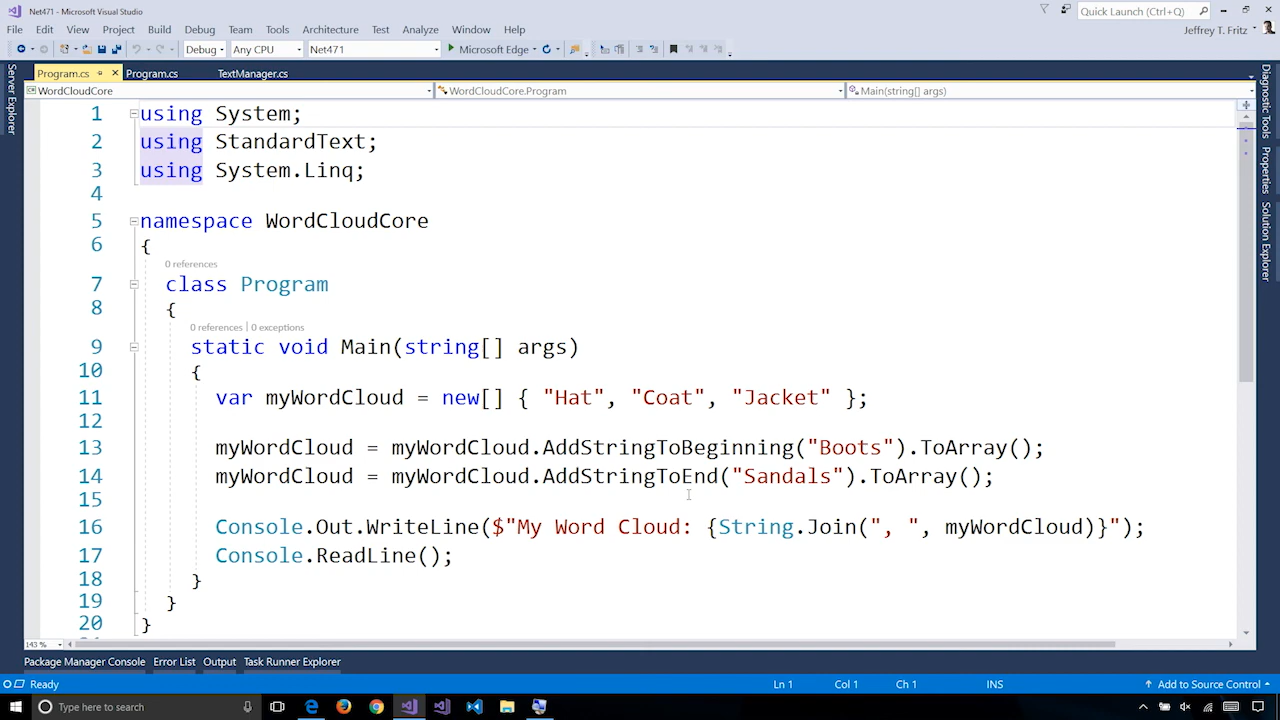 Net471 - Microsoft Visual Studio
Quick Launch (Ctrl+Q)
File Edit View Project Build Debug Team Tools Architecture Test Analyze Window Help
Jeffrey T. Fritz
Debug Any CPU Net471 Microsoft Edge
Program.cs Program.cs TextManager.cs
WordCloudCore WordCloudCore.Program Main(string[] args)
Server Explorer
Diagnostic Tools
Properties
Solution Explorer
1 using System;
2 using StandardText;
3 using System.Linq;
4
5 namespace WordCloudCore
6 {
0 references
7 class Program
8 {
0 references | 0 exceptions
9 static void Main(string[] args)
10 {
11 var myWordCloud = new[] { "Hat", "Coat", "Jacket" };
12
13 myWordCloud = myWordCloud.AddStringToBeginning("Boots").ToArray();
14 myWordCloud = myWordCloud.AddStringToEnd("Sandals").ToArray();
15
16 Console.Out.WriteLine($"My Word Cloud: {String.Join(", ", myWordCloud)}");
17 Console.ReadLine();
18 }
19 }
20 }
143 %
Package Manager Console Error List Output Task Runner Explorer
Ready Ln 1 Col 1 Ch 1 INS Add to Source Control
Type here to search